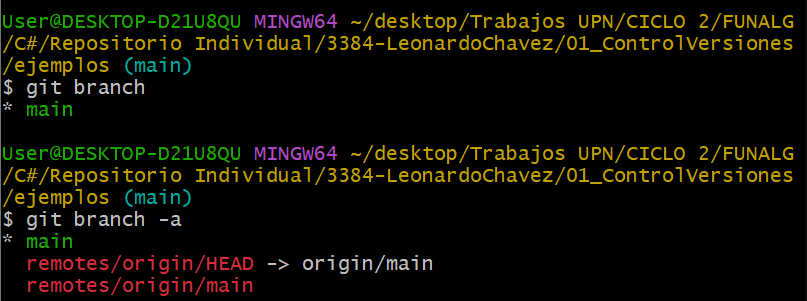 User@DESKTOP-D21U8QU MINGW64 ~/desktop/Trabajos UPN/CICLO 2/FUNALG
/C#/Repositorio Individual/3384-LeonardoChavez/01_ControlVersiones
/ejemplos (main)
$ git branch
* main
User@DESKTOP-D21U8QU MINGW64 ~/desktop/Trabajos UPN/CICLO 2/FUNALG
/C#/Repositorio Individual/3384-LeonardoChavez/01_ControlVersiones
/ejemplos (main)
$ git branch -a
* main
  remotes/origin/HEAD -> origin/main
  remotes/origin/main